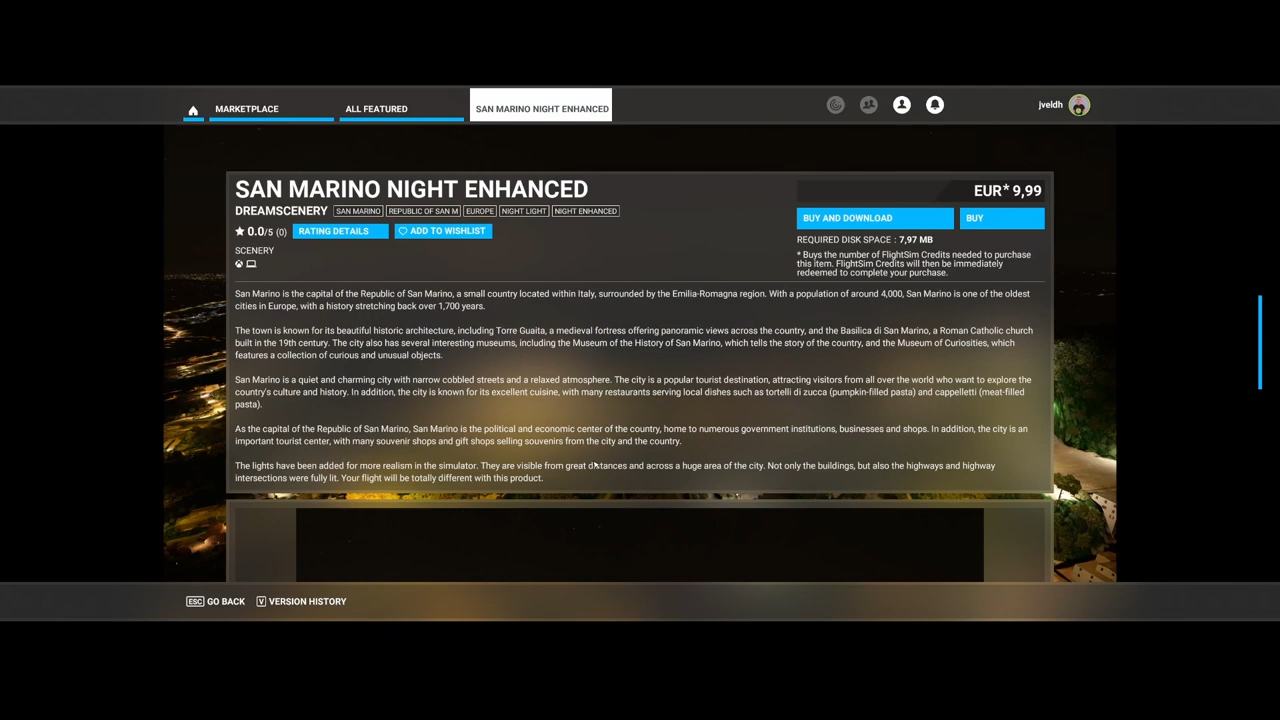 MARKETPLACE
ALL FEATURED
SAN MARINO NIGHT ENHANCED
jveldh
SAN MARINO NIGHT ENHANCED
DREAMSCENERY
SAN MARINO
REPUBLIC OF SAN M
EUROPE
NIGHT LIGHT
NIGHT ENHANCED
0.0/5 (0)
RATING DETAILS
ADD TO WISHLIST
SCENERY
EUR* 9,99
BUY AND DOWNLOAD
BUY
REQUIRED DISK SPACE : 7,97 MB
* Buys the number of FlightSim Credits needed to purchase
this item. FlightSim Credits will then be immediately
redeemed to complete your purchase.
San Marino is the capital of the Republic of San Marino, a small country located within Italy, surrounded by the Emilia-Romagna region. With a population of around 4,000, San Marino is one of the oldest
cities in Europe, with a history stretching back over 1,700 years.
The town is known for its beautiful historic architecture, including Torre Guaita, a medieval fortress offering panoramic views across the country, and the Basilica di San Marino, a Roman Catholic church
built in the 19th century. The city also has several interesting museums, including the Museum of the History of San Marino, which tells the story of the country, and the Museum of Curiosities, which
features a collection of curious and unusual objects.
San Marino is a quiet and charming city with narrow cobbled streets and a relaxed atmosphere. The city is a popular tourist destination, attracting visitors from all over the world who want to explore the
country's culture and history. In addition, the city is known for its excellent cuisine, with many restaurants serving local dishes such as tortelli di zucca (pumpkin-filled pasta) and cappelletti (meat-filled
pasta).
As the capital of the Republic of San Marino, San Marino is the political and economic center of the country, home to numerous government institutions, businesses and shops. In addition, the city is an
important tourist center, with many souvenir shops and gift shops selling souvenirs from the city and the country.
The lights have been added for more realism in the simulator. They are visible from great distances and across a huge area of the city. Not only the buildings, but also the highways and highway
intersections were fully lit. Your flight will be totally different with this product.
ESC GO BACK
V VERSION HISTORY